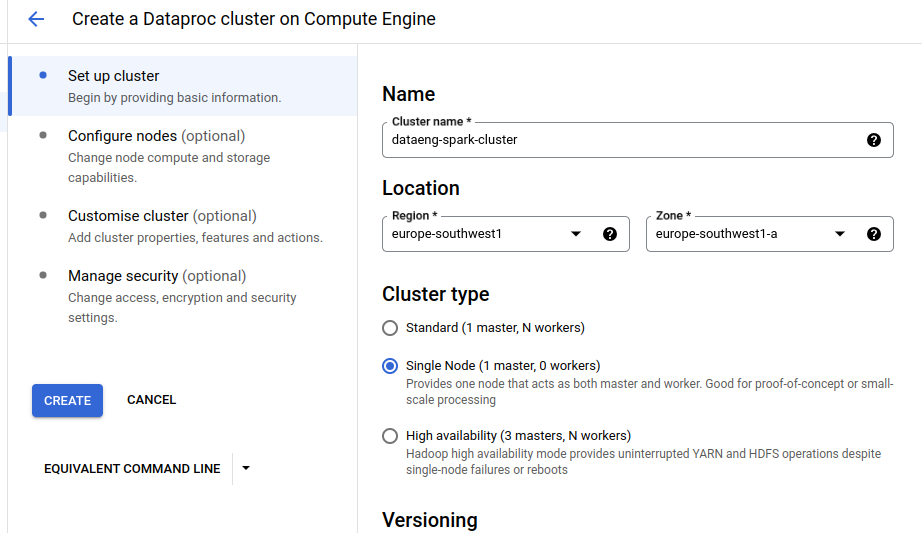 Create a Dataproc cluster on Compute Engine
Set up cluster
Begin by providing basic information.
Configure nodes (optional)
Change node compute and storage
capabilities.
Customise cluster (optional)
Add cluster properties, features and actions.
Manage security (optional)
Change access, encryption and security
settings.
CREATE
CANCEL
EQUIVALENT COMMAND LINE
Name
Cluster name *
dataeng-spark-cluster
Location
Region *
europe-southwest1
Zone *
europe-southwest1-a
Cluster type
Standard (1 master, N workers)
Single Node (1 master, 0 workers)
Provides one node that acts as both master and worker. Good for proof-of-concept or small-
scale processing
High availability (3 masters, N workers)
Hadoop high availability mode provides uninterrupted YARN and HDFS operations despite
single-node failures or reboots
Versioning